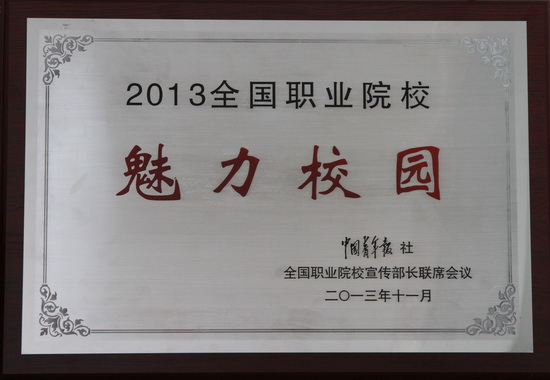 2013全国职业院校
魅力校园
中国青年报 社
全国职业院校宣传部长联席会议
二〇一三年十一月